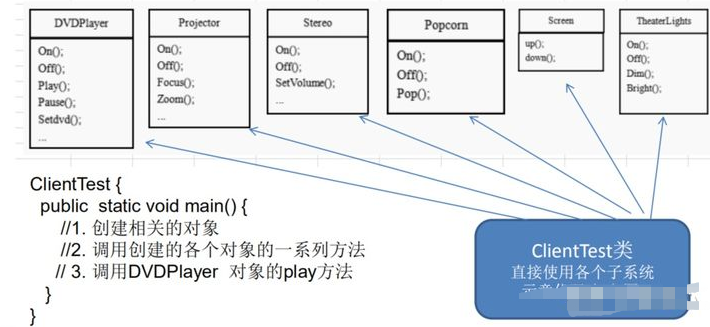 DVDPlayer
On();
Off();
Play();
Pause();
Setdvd();
...
Projector
On();
Off();
Focus();
Zoom();
...
Stereo
On();
Off();
SetVolume();
...
Popcorn
On();
Off();
Pop();
Screen
up();
down();
TheaterLights
On();
Off();
Dim();
Bright();
ClientTest {
public static void main() {
//1. 创建相关的对象
//2. 调用创建的各个对象的一系列方法
// 3. 调用DVDPlayer 对象的play方法
}
}
ClientTest类
直接使用各个子系统